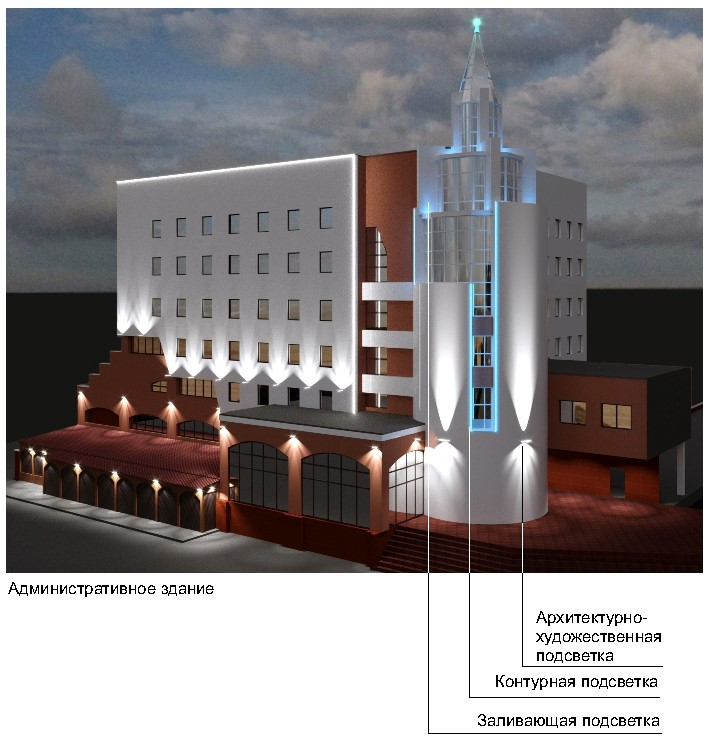 Административное здание
Архитектурно-
художественная
подсветка
Контурная подсветка
Заливающая подсветка